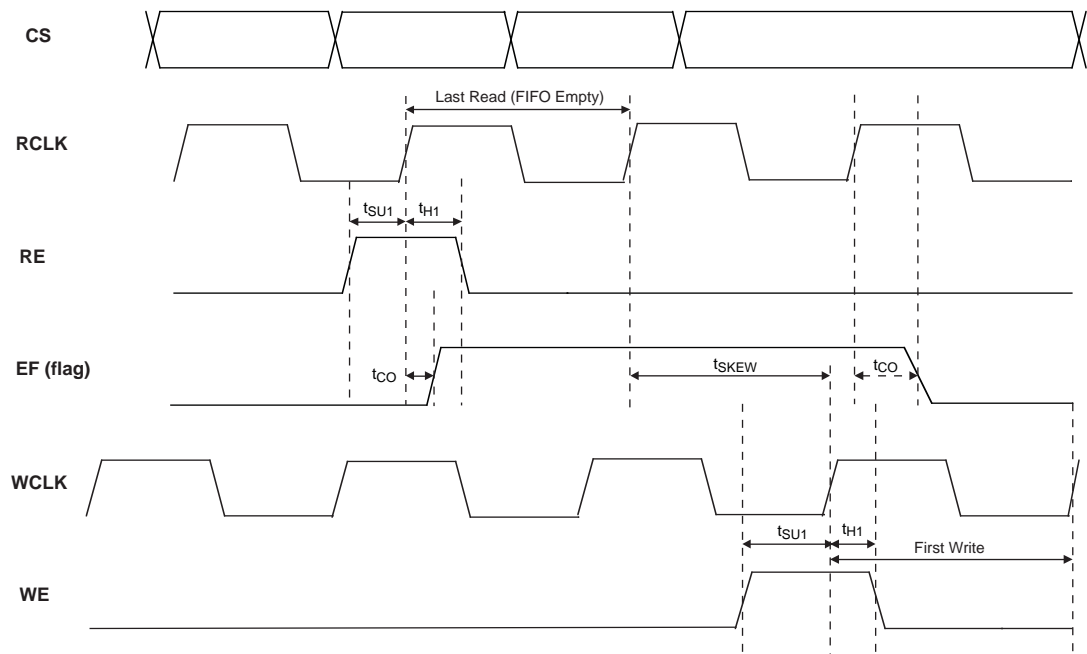 CS
Last Read (FIFO Empty)
RCLK
tSU1 tH1
RE
EF (flag)
tCO tSKEW tCO
WCLK
tSU1 tH1
First Write
WE